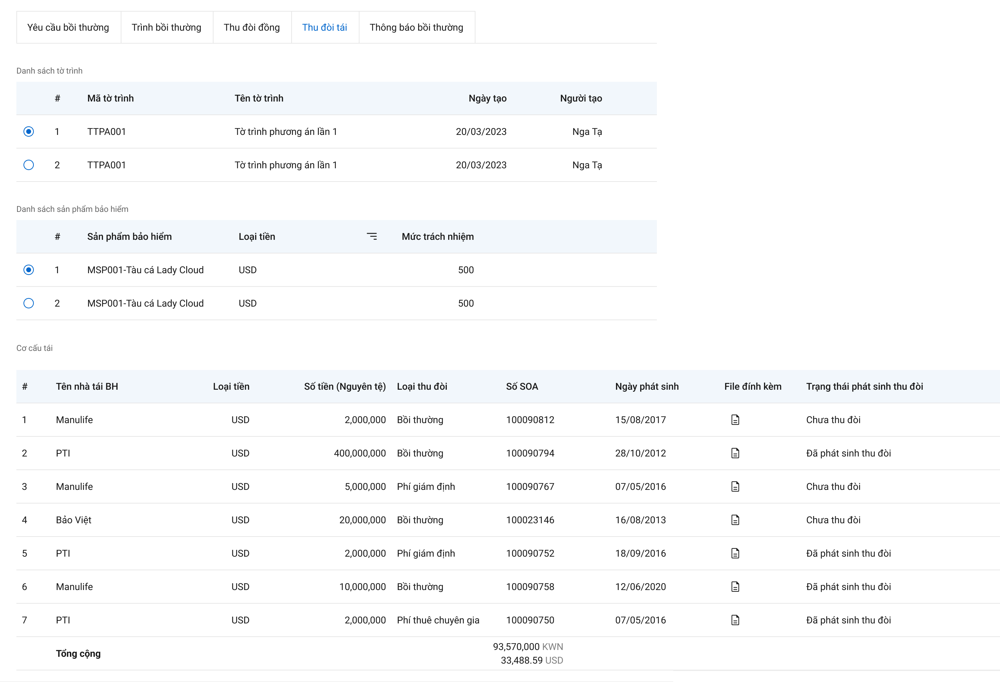 Yêu cầu bồi thường Trình bồi thường Thu đòi đồng Thu đòi tái Thông báo bồi thường
Danh sách tờ trình
# Mã tờ trình Tên tờ trình Ngày tạo Người tạo
1 TTPA001 Tờ trình phương án lần 1 20/03/2023 Nga Tạ
2 TTPA001 Tờ trình phương án lần 1 20/03/2023 Nga Tạ
Danh sách sản phẩm bảo hiểm
# Sản phẩm bảo hiểm Loại tiền Mức trách nhiệm
1 MSP001-Tàu cá Lady Cloud USD 500
2 MSP001-Tàu cá Lady Cloud USD 500
Cơ cấu tái
# Tên nhà tái BH Loại tiền Số tiền (Nguyên tệ) Loại thu đòi Số SOA Ngày phát sinh File đính kèm Trạng thái phát sinh thu đòi
1 Manulife USD 2,000,000 Bồi thường 100090812 15/08/2017 Chưa thu đòi
2 PTI USD 400,000,000 Bồi thường 100090794 28/10/2012 Đã phát sinh thu đòi
3 Manulife USD 5,000,000 Phí giám định 100090767 07/05/2016 Chưa thu đòi
4 Bảo Việt USD 20,000,000 Bồi thường 100023146 16/08/2013 Chưa thu đòi
5 PTI USD 2,000,000 Phí giám định 100090752 18/09/2016 Đã phát sinh thu đòi
6 Manulife USD 10,000,000 Bồi thường 100090758 12/06/2020 Đã phát sinh thu đòi
7 PTI USD 2,000,000 Phí thuê chuyên gia 100090750 07/05/2016 Đã phát sinh thu đòi
Tổng cộng 93,570,000 KWN
33,488.59 USD